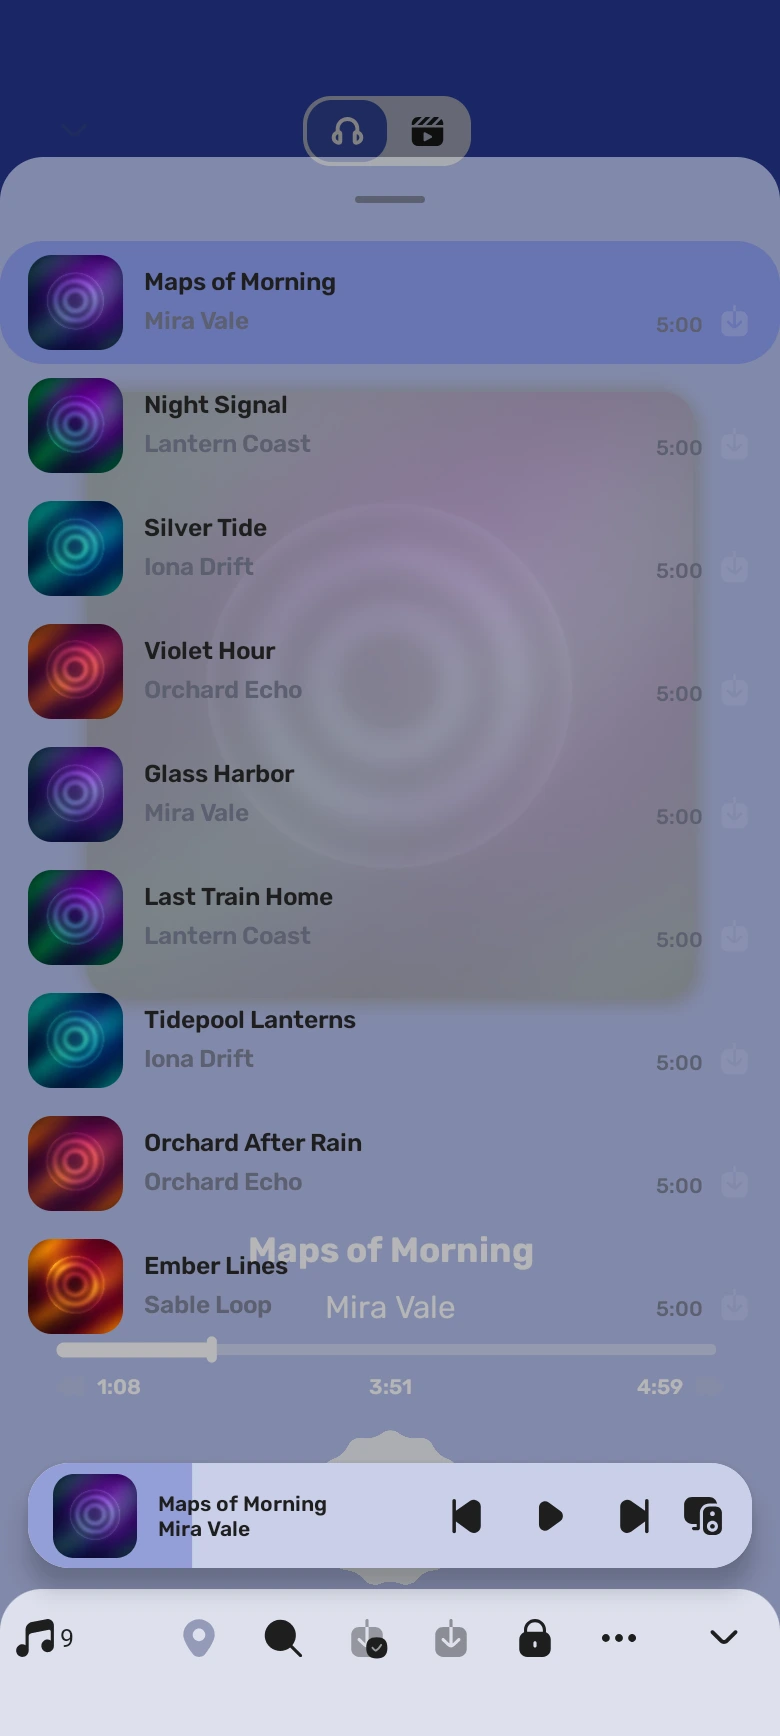 Maps of Morning
Mira Vale
5:00
Night Signal
Lantern Coast
5:00
Silver Tide
Iona Drift
5:00
Violet Hour
Orchard Echo
5:00
Glass Harbor
Mira Vale
5:00
Last Train Home
Lantern Coast
5:00
Tidepool Lanterns
Iona Drift
5:00
Orchard After Rain
Orchard Echo
5:00
Ember Lines
Sable Loop
5:00
Maps of Morning
Mira Vale
1:08
3:51
4:59
Maps of Morning
Mira Vale
9